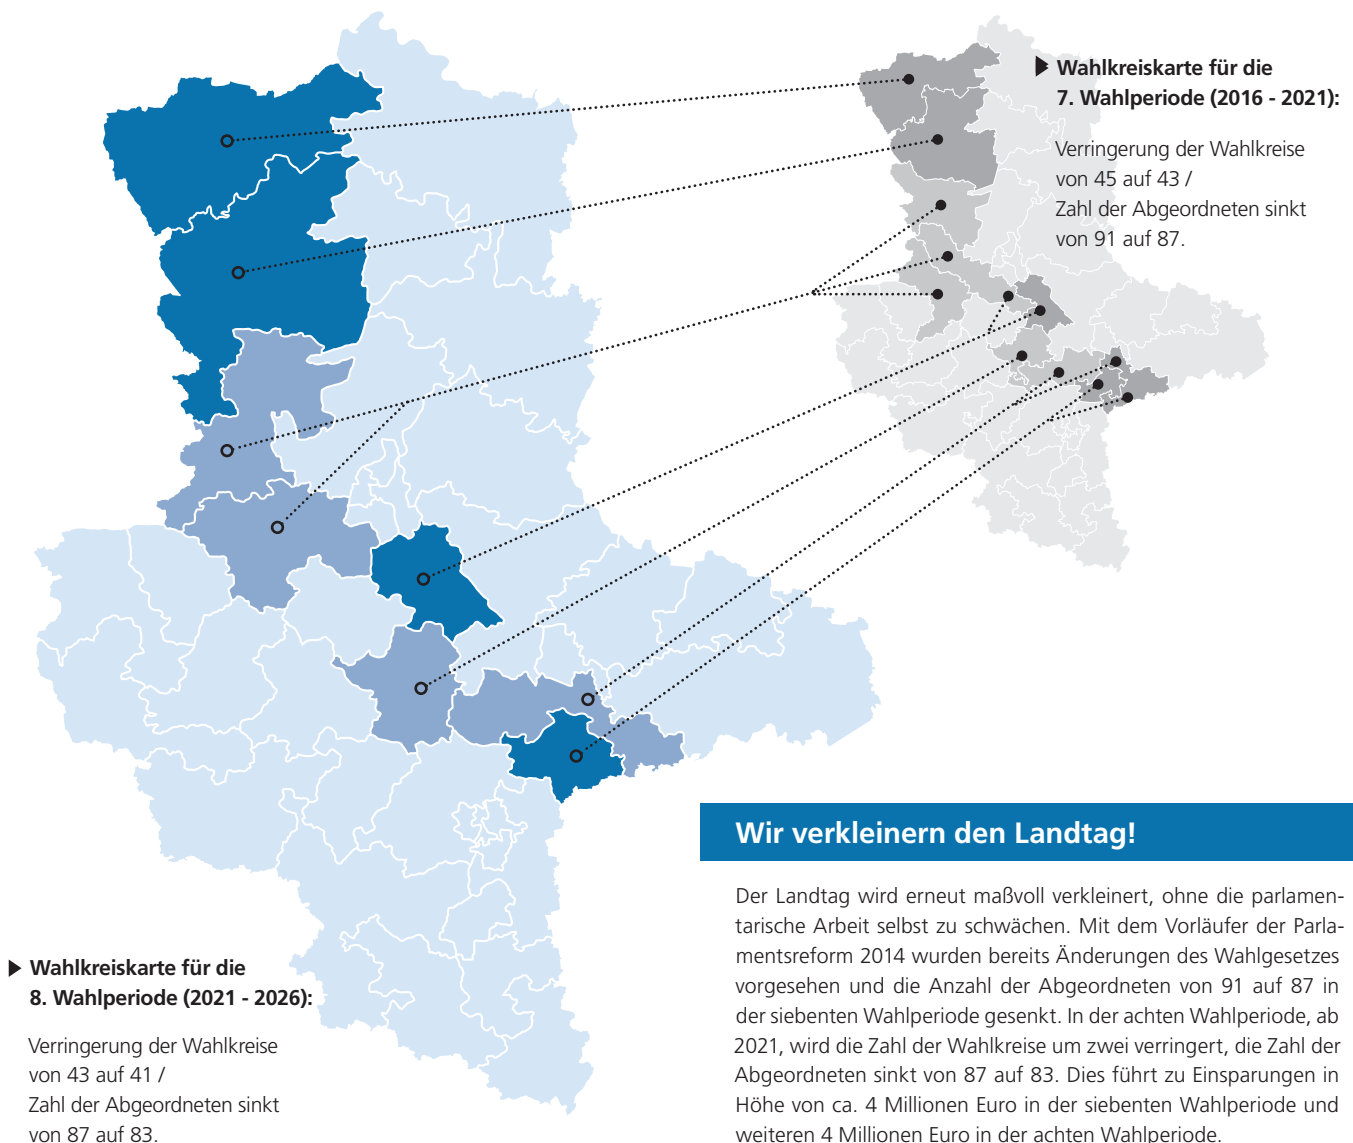 Wahlkreiskarte für die
7. Wahlperiode (2016 - 2021):
Verringerung der Wahlkreise
von 45 auf 43 /
Zahl der Abgeordneten sinkt
von 91 auf 87.
Wir verkleinern den Landtag!
Der Landtag wird erneut maßvoll verkleinert, ohne die parlamen-
tarische Arbeit selbst zu schwächen. Mit dem Vorläufer der Parla-
mentsreform 2014 wurden bereits Änderungen des Wahlgesetzes
vorgesehen und die Anzahl der Abgeordneten von 91 auf 87 in
der siebenten Wahlperiode gesenkt. In der achten Wahlperiode, ab
2021, wird die Zahl der Wahlkreise um zwei verringert, die Zahl der
Abgeordneten sinkt von 87 auf 83. Dies führt zu Einsparungen in
Höhe von ca. 4 Millionen Euro in der siebenten Wahlperiode und
weiteren 4 Millionen Euro in der achten Wahlperiode.
Wahlkreiskarte für die
8. Wahlperiode (2021 - 2026):
Verringerung der Wahlkreise
von 43 auf 41 /
Zahl der Abgeordneten sinkt
von 87 auf 83.